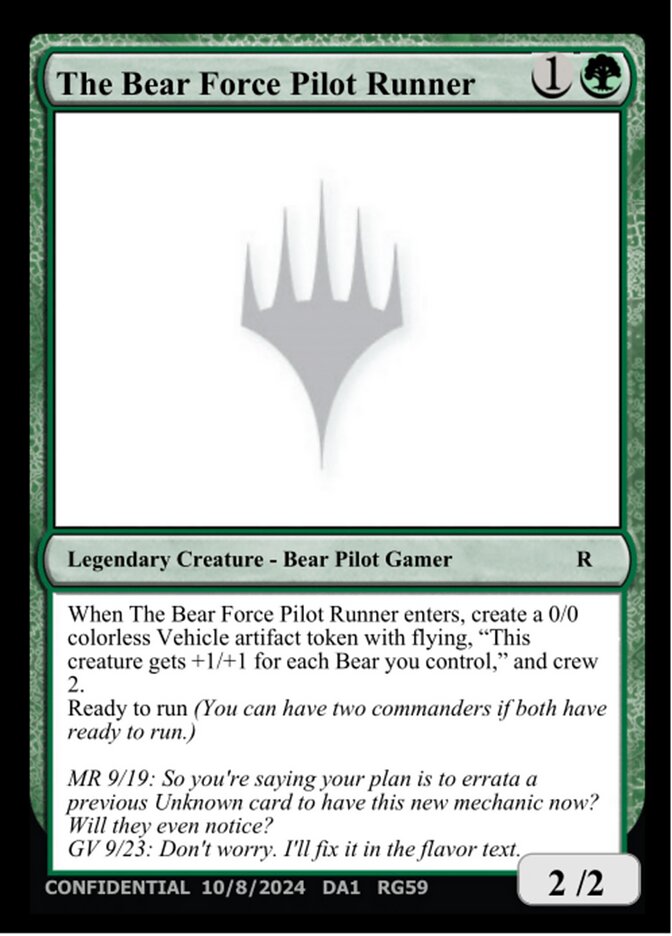 The Bear Force Pilot Runner 1
Legendary Creature - Bear Pilot Gamer R
When The Bear Force Pilot Runner enters, create a 0/0
colorless Vehicle artifact token with flying, “This
creature gets +1/+1 for each Bear you control,” and crew
2.
Ready to run (You can have two commanders if both have
ready to run.)
MR 9/19: So you're saying your plan is to errata a
previous Unknown card to have this new mechanic now?
Will they even notice?
GV 9/23: Don't worry. I'll fix it in the flavor text.
2 /2
CONFIDENTIAL 10/8/2024 DA1 RG59